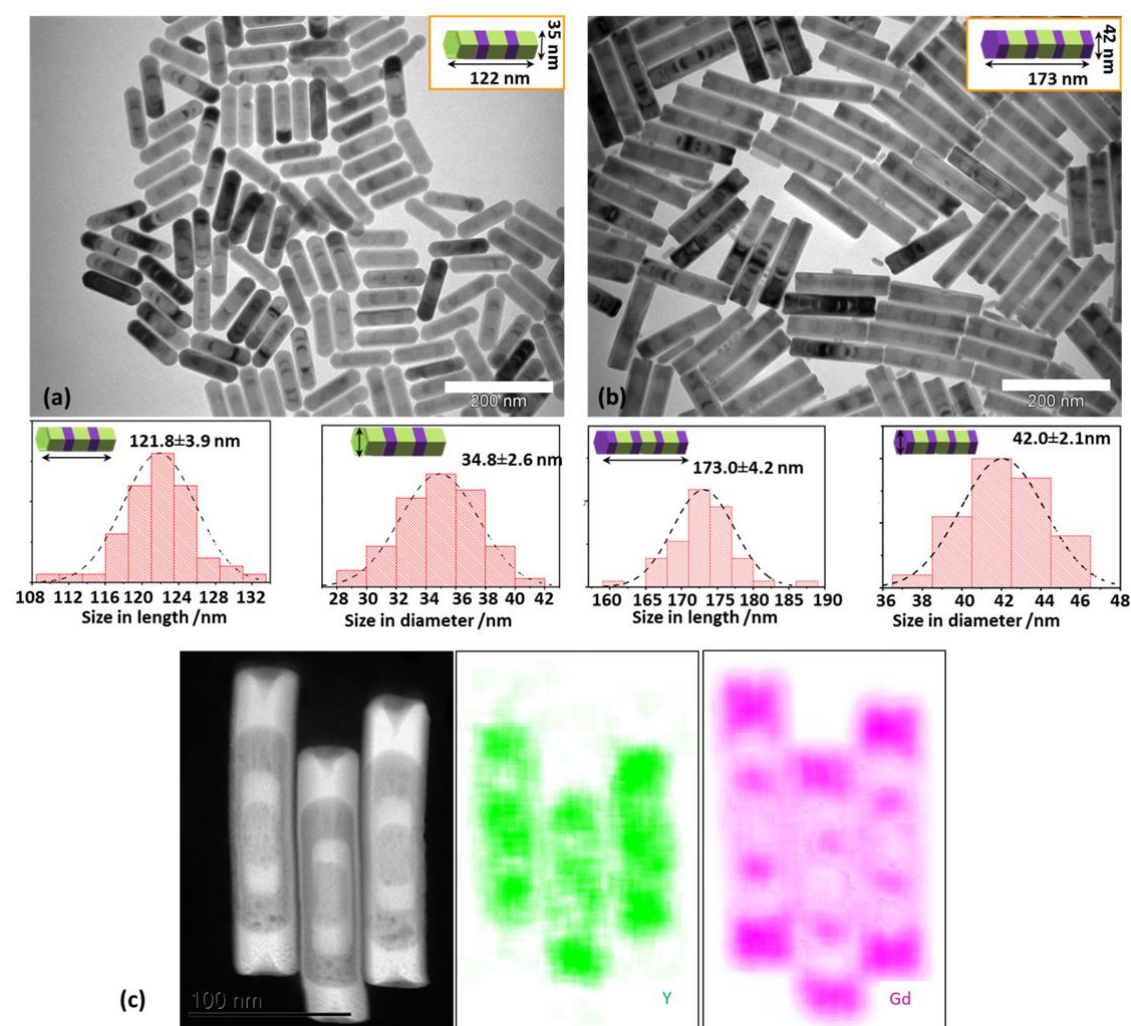 35 nm
122 nm
42 nm
173 nm
(a)
200 nm
(b)
200 nm
121.8±3.9 nm
34.8±2.6 nm
173.0±4.2 nm
42.0±2.1nm
108 112 116 120 124 128 132
28 30 32 34 36 38 40 42
160 165 170 175 180 185 190
36 38 40 42 44 46 48
Size in length /nm
Size in diameter /nm
Size in length /nm
Size in diameter /nm
(c)
100 nm
Y
Gd